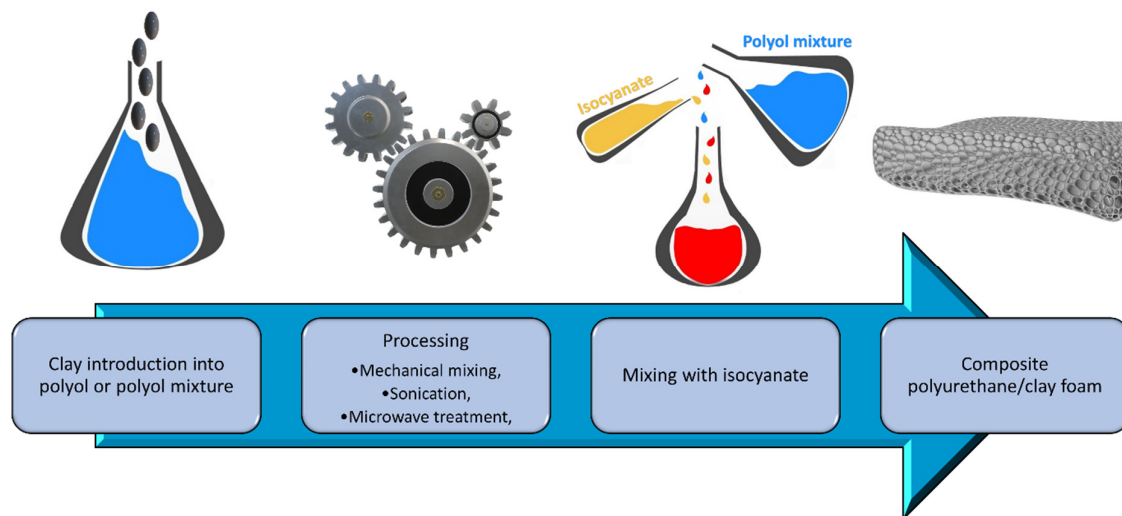 Polyol mixture
Isocyanate
Clay introduction into
polyol or polyol mixture
Processing
•Mechanical mixing,
•Sonication,
•Microwave treatment,
Mixing with isocyanate
Composite
polyurethane/clay foam